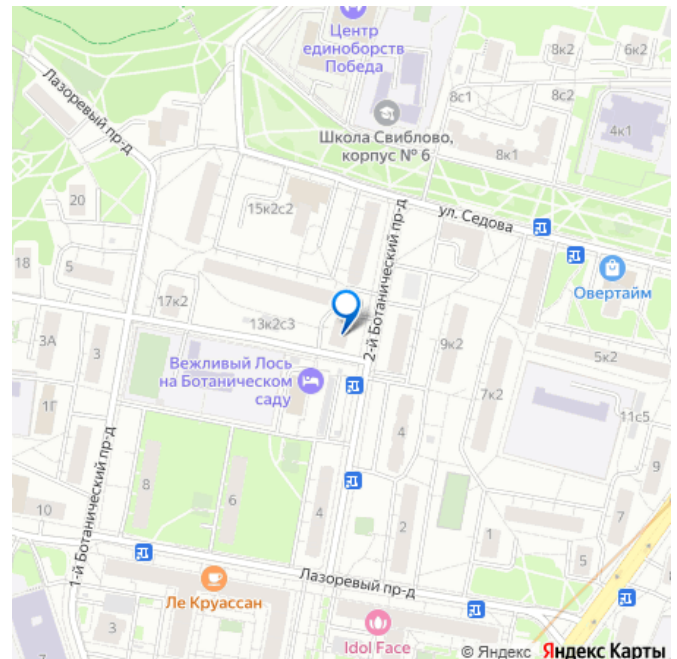 Центр
единоборств
Победа
8к2
6к2
8с1
8с2
4к1
Лазоревый пр-д
Школа Свиблово,
корпус № 6
8к1
20
15к2с2
ул. Седова
2-й Ботанический пр-д
18
5
Овертайм
17к2
13к2с3
3А
3
9к2
5к2
Вежливый Лось
на Ботаническом
саду
7к2
1Г
11с5
4
1-й Ботанический пр-д
8
6
9
10
4
2
1
7
5
Лазоревый пр-д
Ле Круассан
3
Idol Face
7
© Яндекс Яндекс Карты